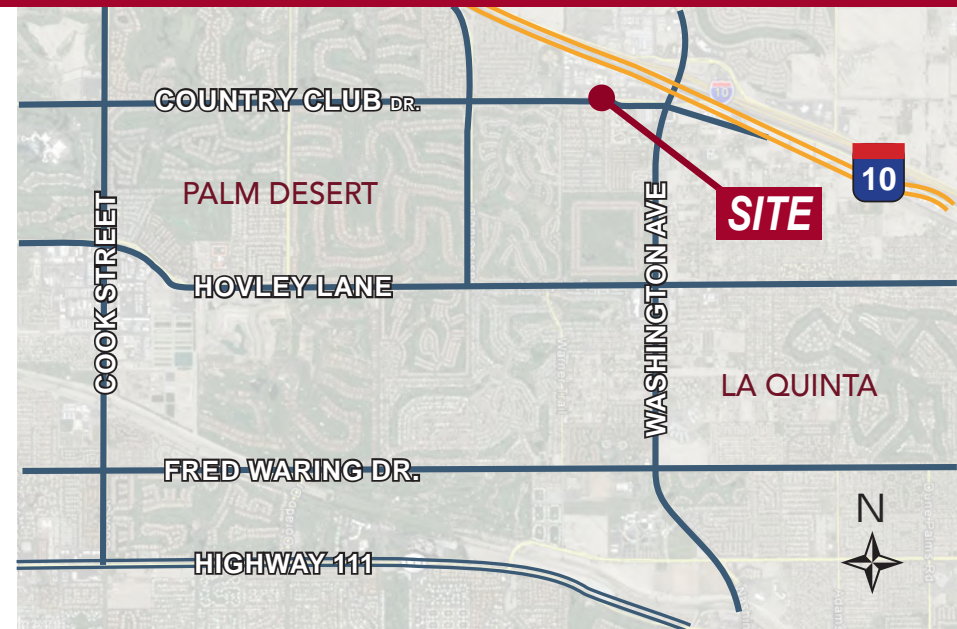 COUNTRY CLUB DR.
10
10
PALM DESERT
SITE
COOK STREET
HOVLEY LANE
WASHINGTON AVE
LA QUINTA
FRED WARING DR.
N
HIGHWAY 111